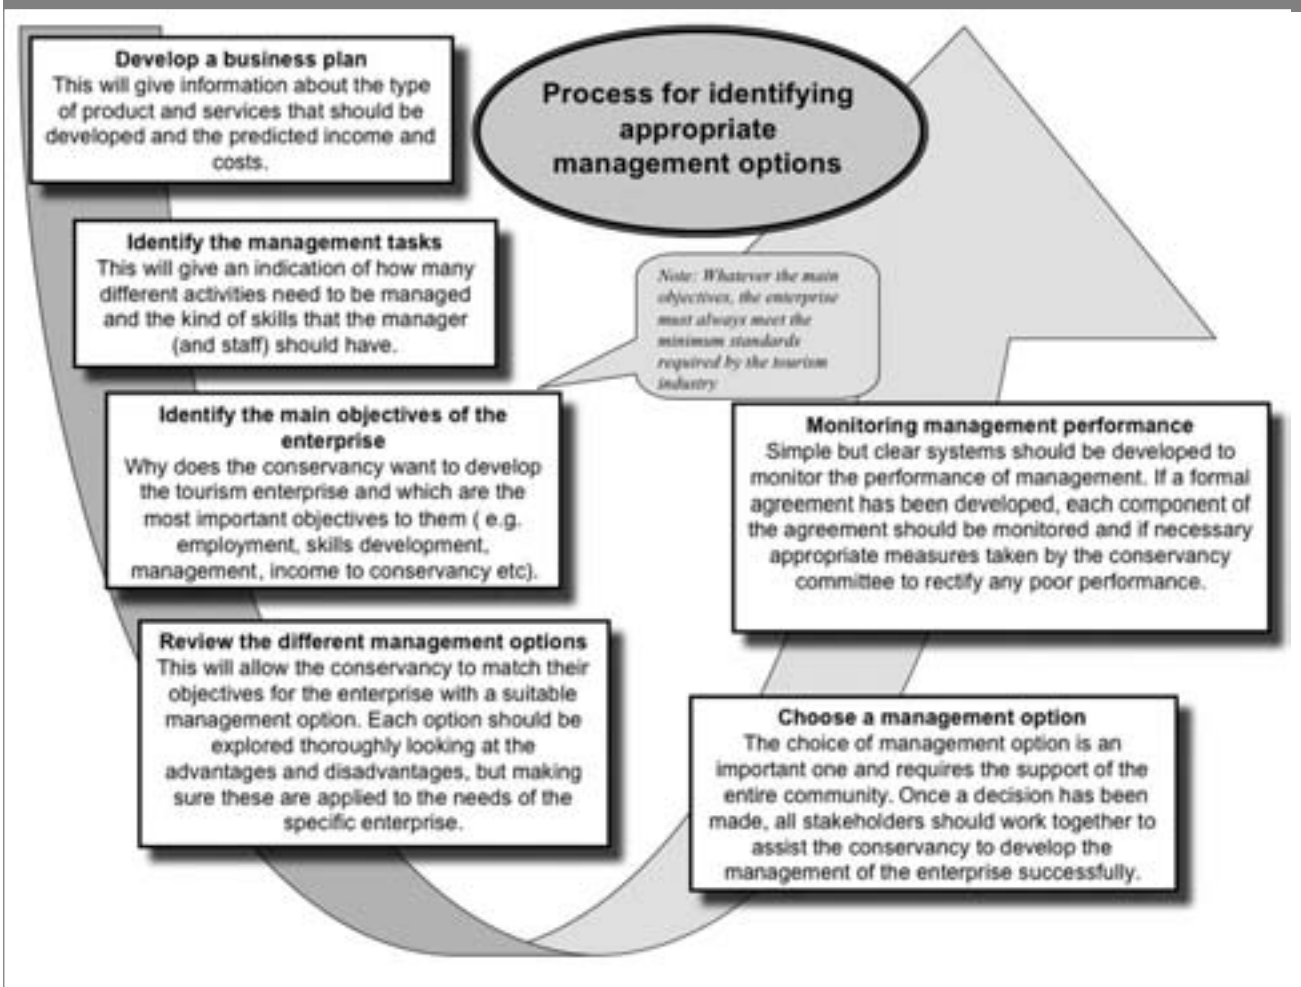 Develop a business plan
This will give information about the type
of product and services that should be
developed and the predicted income and
costs.
Process for identifying
appropriate
management options
Identify the management tasks
This will give an indication of how many
different activities need to be managed
and the kind of skills that the manager
(and staff) should have.
Note: Whatever the main
objectives, the enterprise
must always meet the
minimum standards
required by the tourism
industry
Identify the main objectives of the
enterprise
Why does the conservancy want to develop
the tourism enterprise and which are the
most important objectives to them ( e.g.
employment, skills development,
management, income to conservancy etc).
Review the different management options
This will allow the conservancy to match their
objectives for the enterprise with a suitable
management option. Each option should be
explored thoroughly looking at the
advantages and disadvantages, but making
sure these are applied to the needs of the
specific enterprise.
Monitoring management performance
Simple but clear systems should be developed to
monitor the performance of management. If a formal
agreement has been developed, each component of
the agreement should be monitored and if necessary
appropriate measures taken by the conservancy
committee to rectify any poor performance.
Choose a management option
The choice of management option is an
important one and requires the support of the
entire community. Once a decision has been
made, all stakeholders should work together to
assist the conservancy to develop the
management of the enterprise successfully.